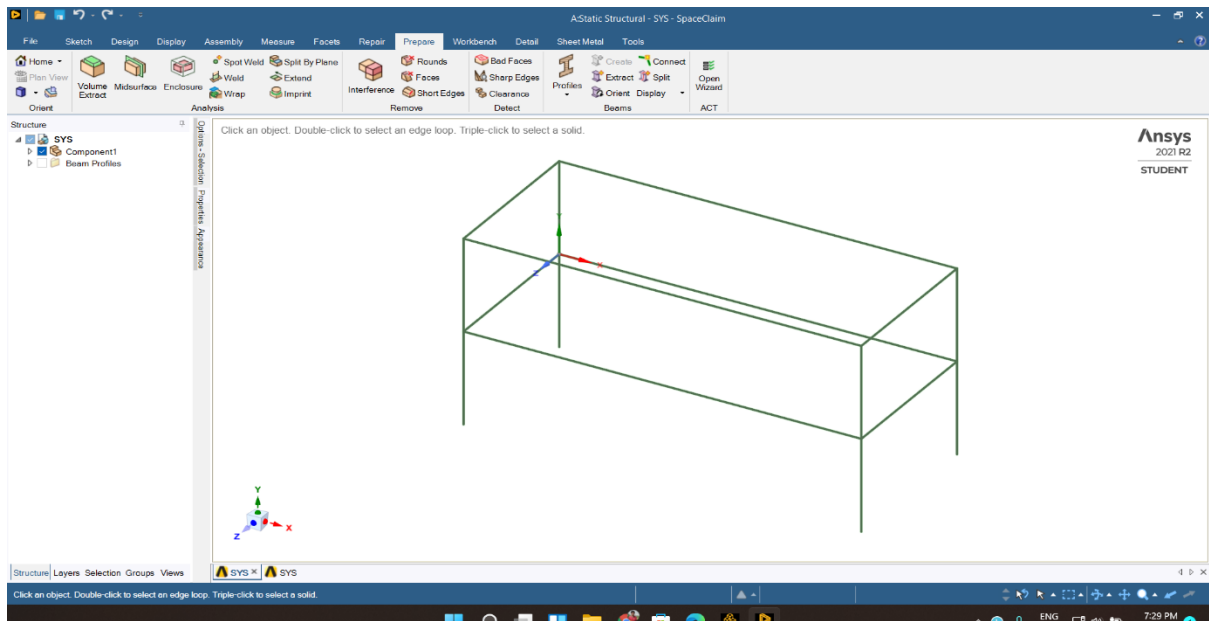 A:Static Structural - SYS - SpaceClaim
File Sketch Design Display Assembly Measure Facets Repair Prepare Workbench Detail Sheet Metal Tools
Home Spot Weld Split By Plane Rounds Bad Faces Create Connect
Plan View Weld Extend Faces Sharp Edges Extract Split
Volume Extract Midsurface Enclosure Wrap Imprint Interference Short Edges Clearance Profiles Orient Display Open Wizard
Orient Analysis Remove Detect Beams ACT
Structure
SYS
Component1
Beam Profiles
Options - Selection
Properties
Appearance
Click an object. Double-click to select an edge loop. Triple-click to select a solid.
Ansys
2021 R2
STUDENT
Y
X
Z
Y
X
Z
Structure Layers Selection Groups Views
SYS SYS
Click an object. Double-click to select an edge loop. Triple-click to select a solid.
ENG
7:29 PM